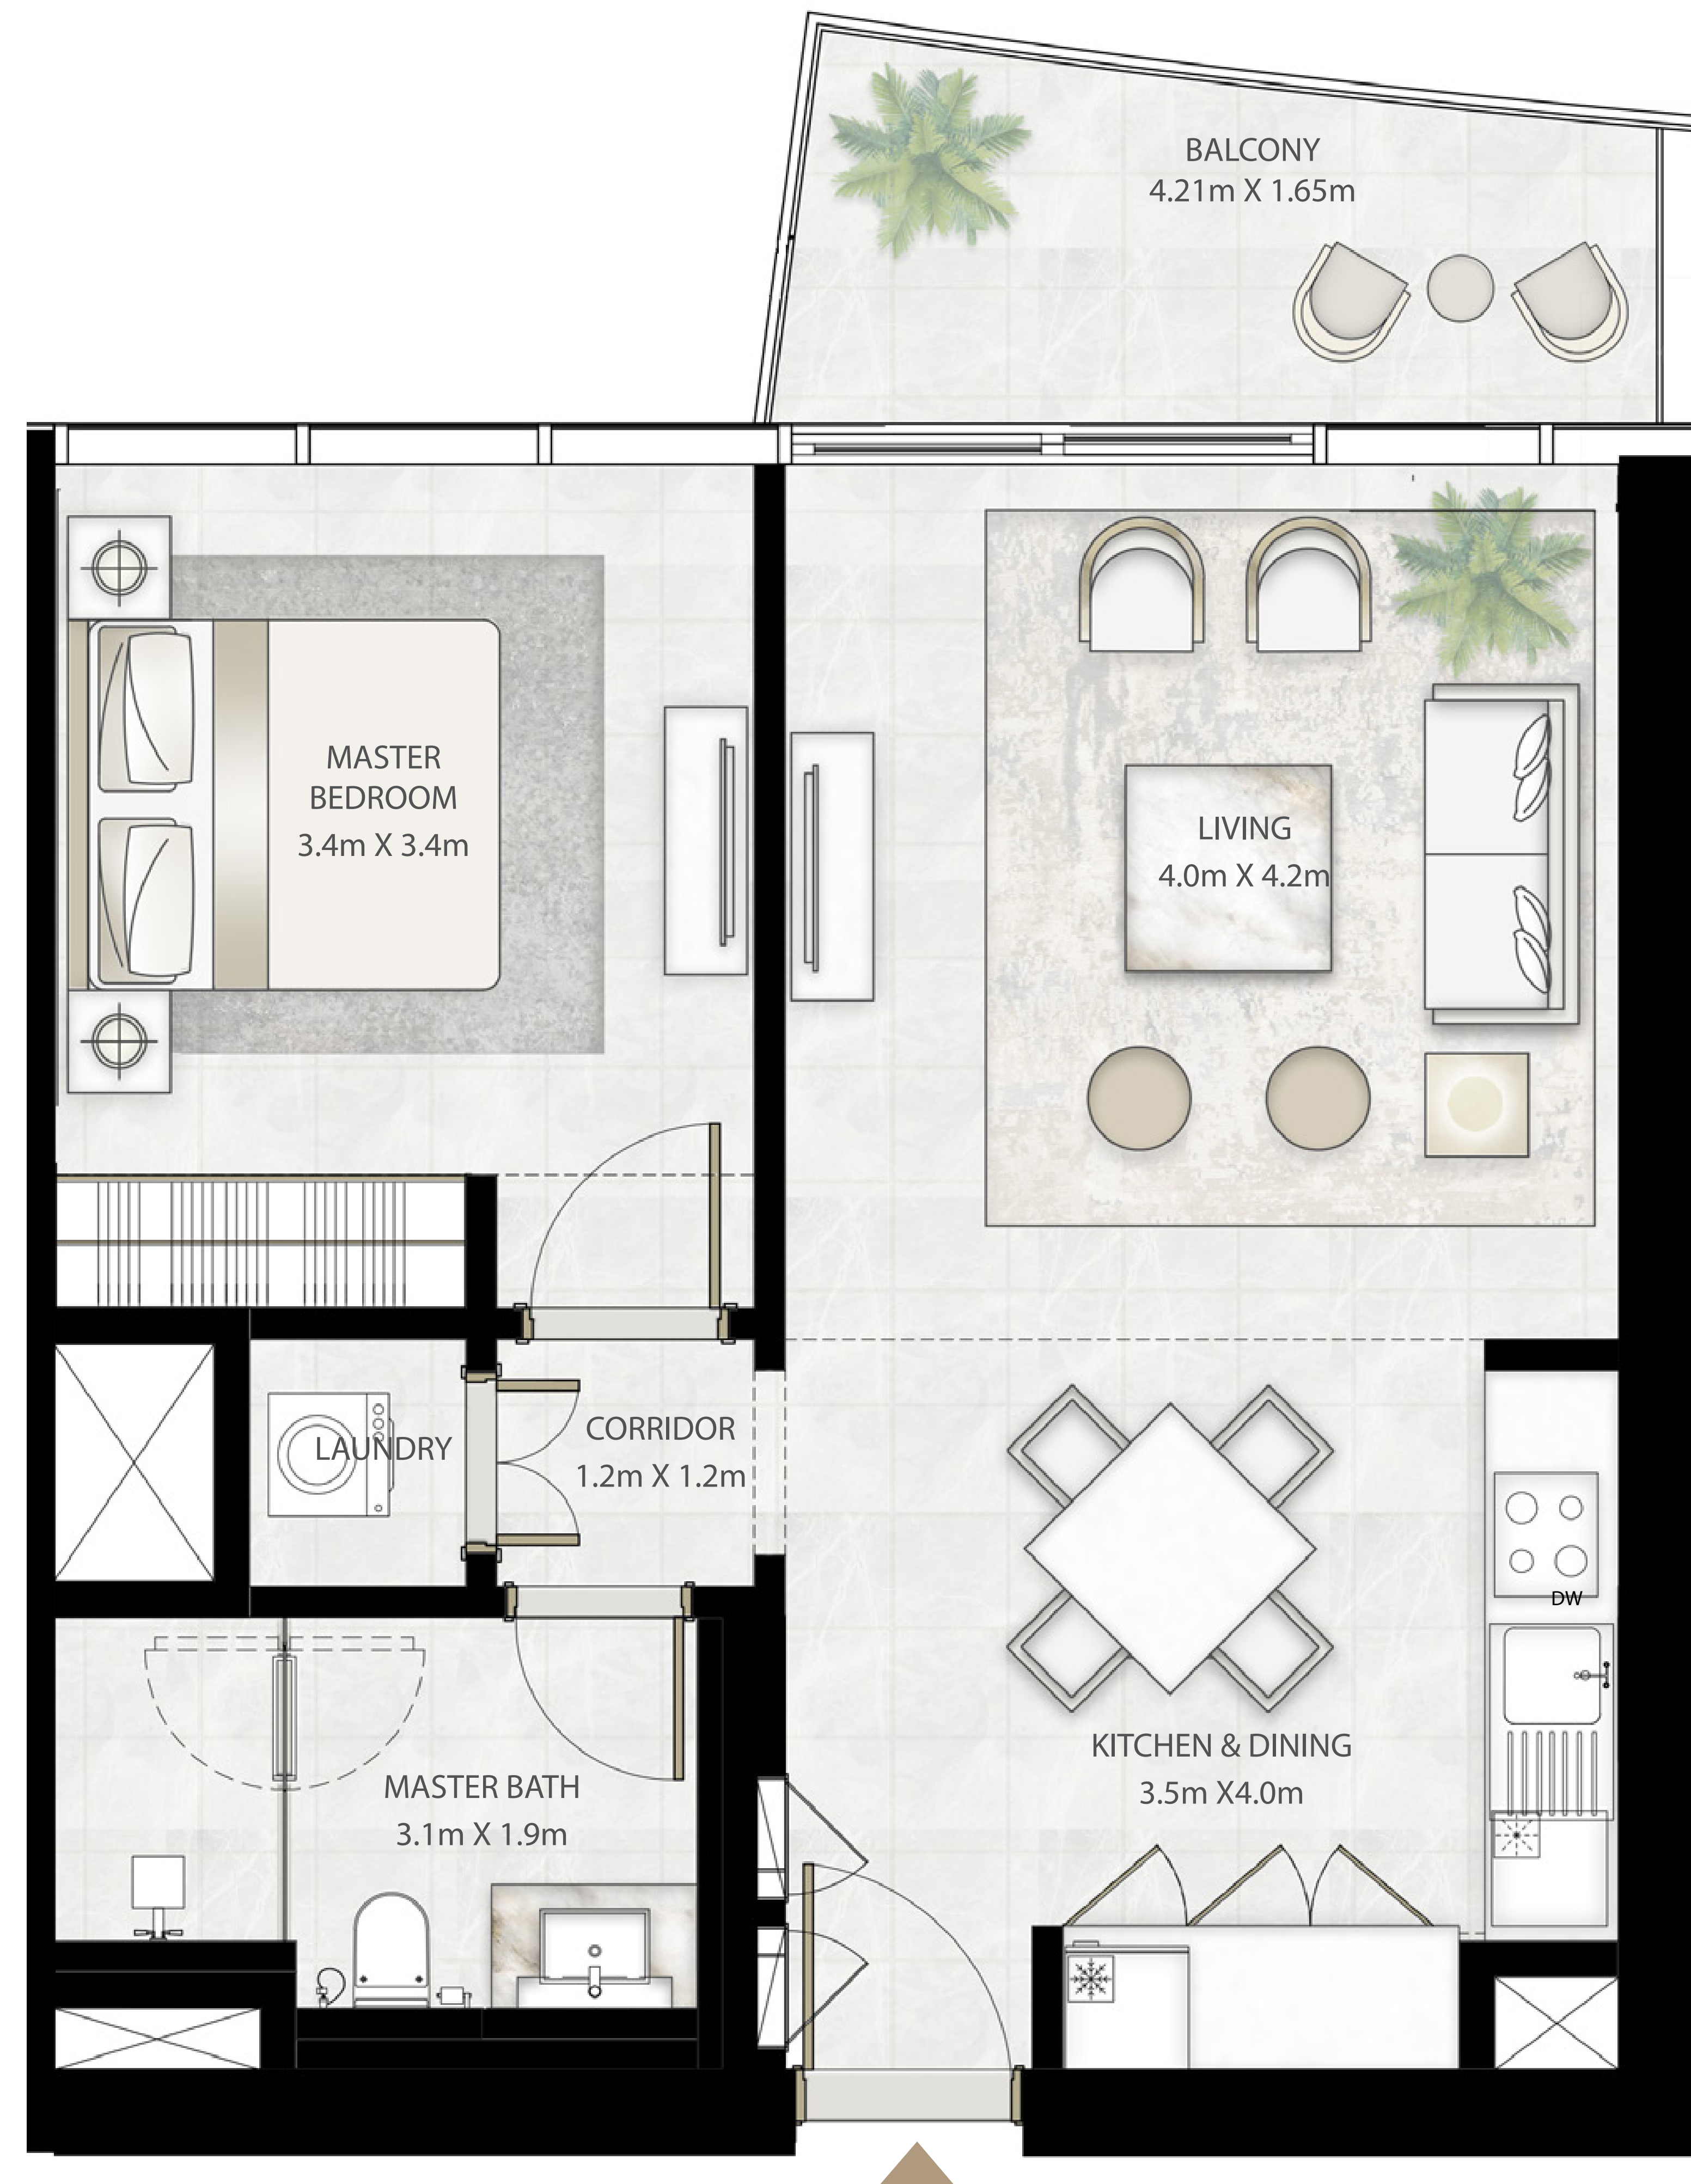 BALCONY
4.21m X 1.65m
MASTER
BEDROOM
3.4m X 3.4m
LIVING
4.0m X 4.2m
LAUNDRY
CORRIDOR
1.2m X 1.2m
DW
KITCHEN & DINING
3.5m X4.0m
MASTER BATH
3.1m X 1.9m